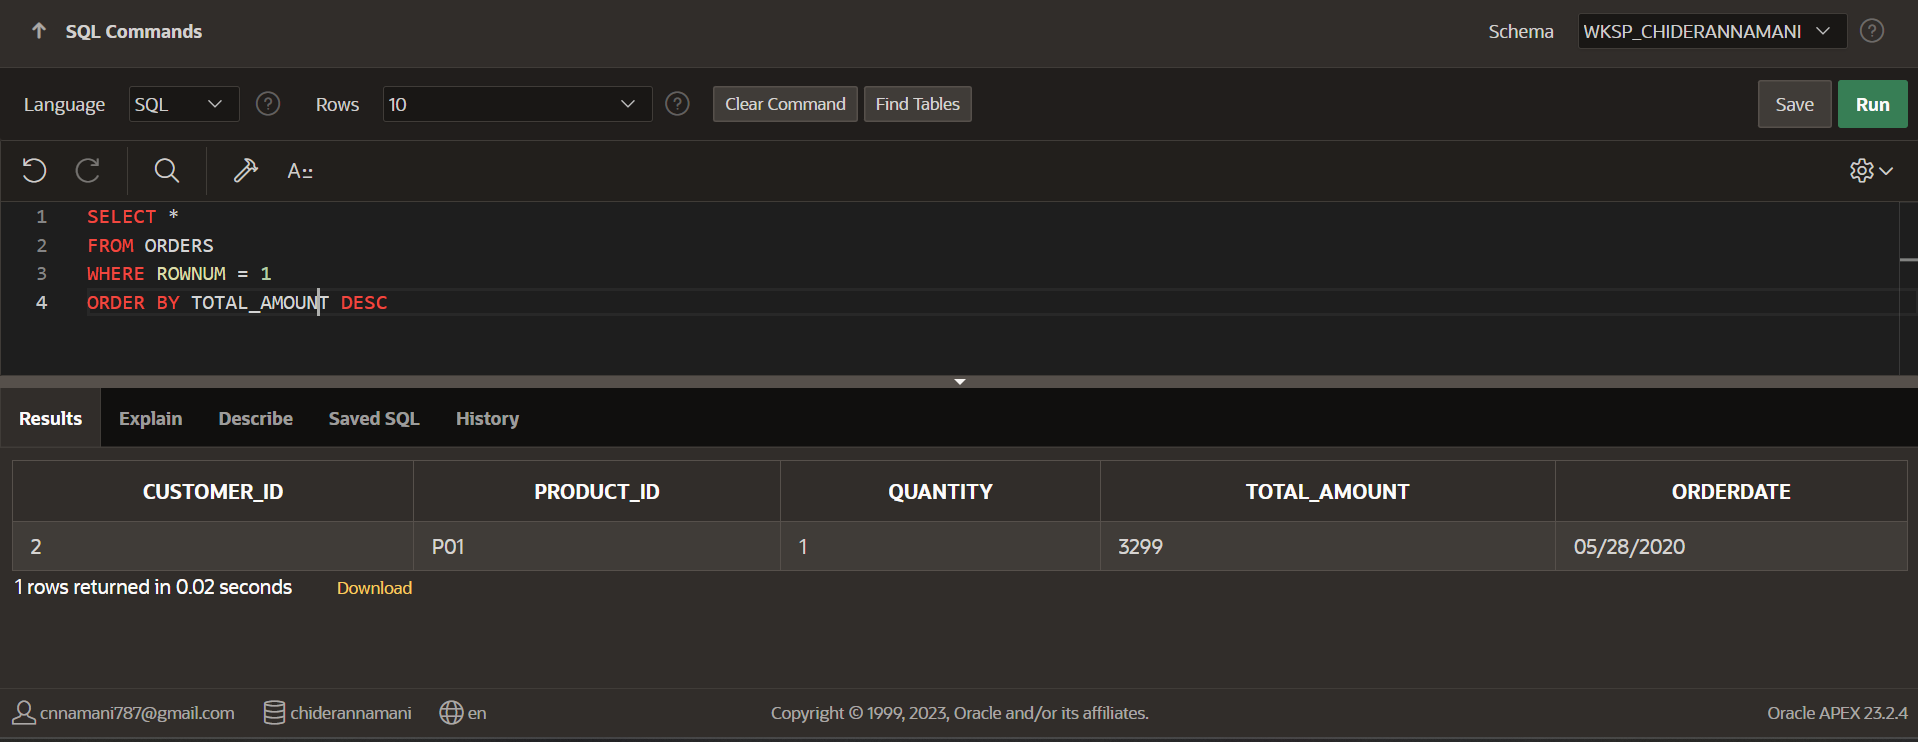 SQL Commands Schema WKSP_CHIDERANNAMANI ?
Language SQL ? Rows 10 ? Clear Command Find Tables Save Run
A::
1 SELECT *
2 FROM ORDERS
3 WHERE ROWNUM = 1
4 ORDER BY TOTAL_AMOUNT DESC
Results Explain Describe Saved SQL History
CUSTOMER_ID PRODUCT_ID QUANTITY TOTAL_AMOUNT ORDERDATE
2 P01 1 3299 05/28/2020
1 rows returned in 0.02 seconds Download
cnnamani787@gmail.com chiderannamani en Copyright © 1999, 2023, Oracle and/or its affiliates. Oracle APEX 23.2.4